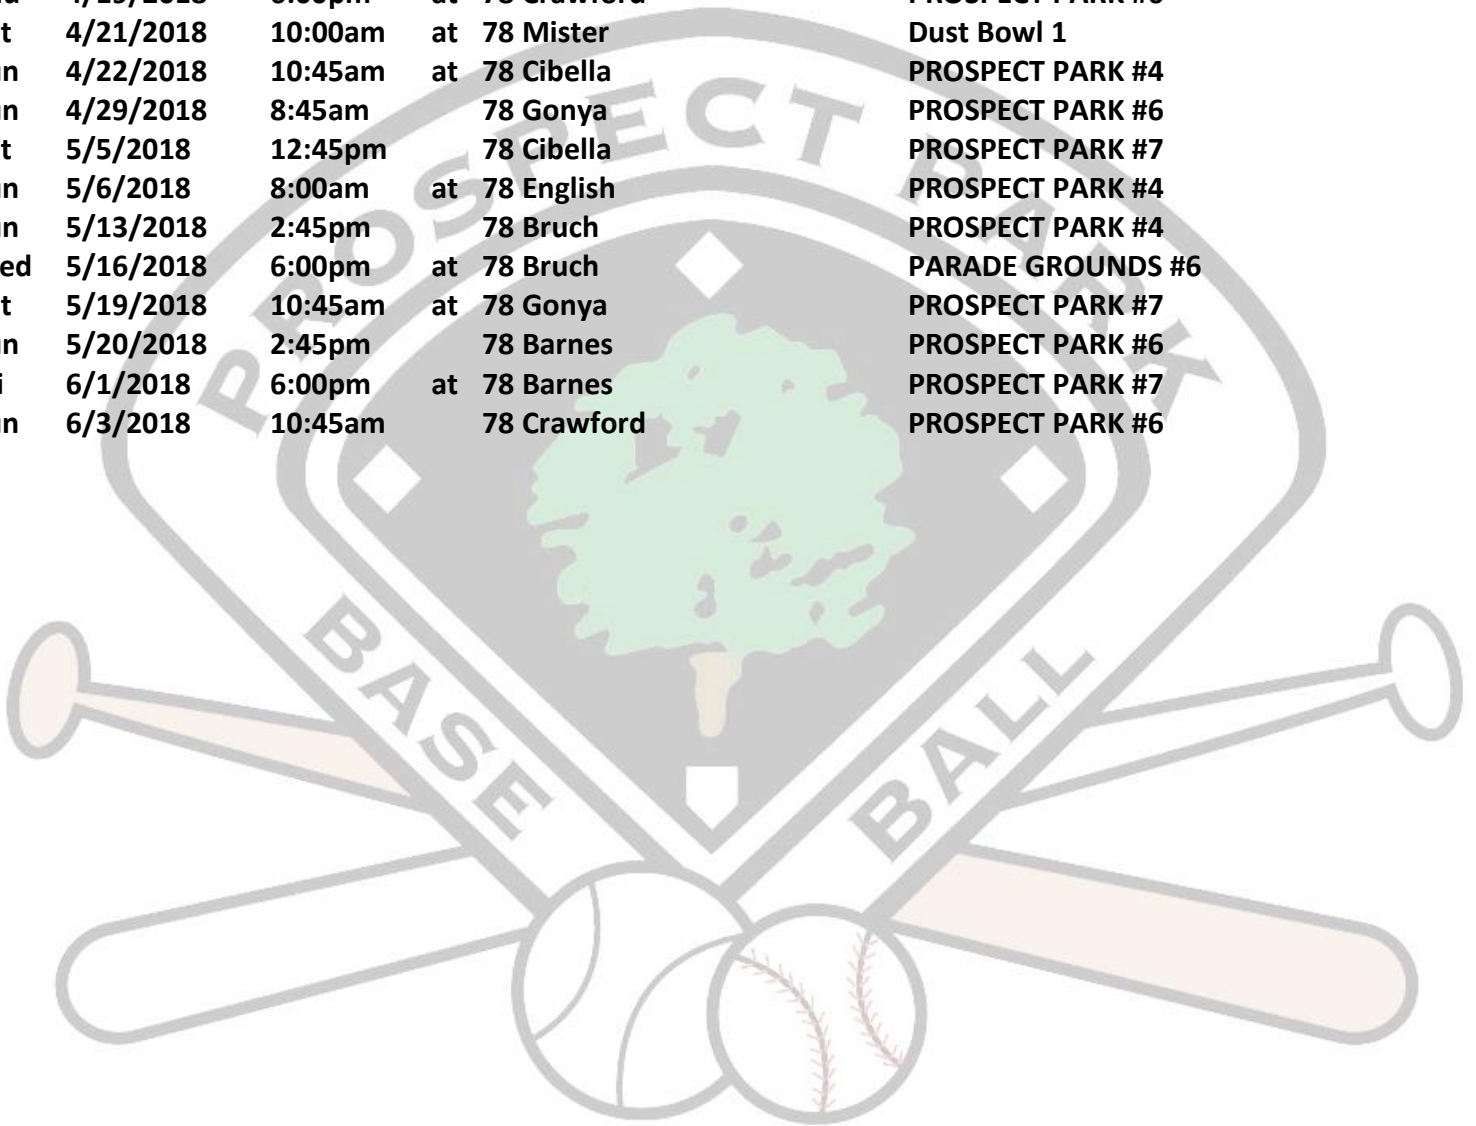 t 4/21/2018 10:00am at 78 Mister Dust Bowl 1
un 4/22/2018 10:45am at 78 Cibella PROSPECT PARK #4
un 4/29/2018 8:45am 78 Gonya PROSPECT PARK #6
t 5/5/2018 12:45pm 78 Cibella PROSPECT PARK #7
un 5/6/2018 8:00am at 78 English PROSPECT PARK #4
un 5/13/2018 2:45pm 78 Bruch PROSPECT PARK #4
ed 5/16/2018 6:00pm at 78 Bruch PARADE GROUNDS #6
t 5/19/2018 10:45am at 78 Gonya PROSPECT PARK #7
un 5/20/2018 2:45pm 78 Barnes PROSPECT PARK #6
i 6/1/2018 6:00pm at 78 Barnes PROSPECT PARK #7
un 6/3/2018 10:45am 78 Crawford PROSPECT PARK #6
PROSPECT PARK
BASE BALL